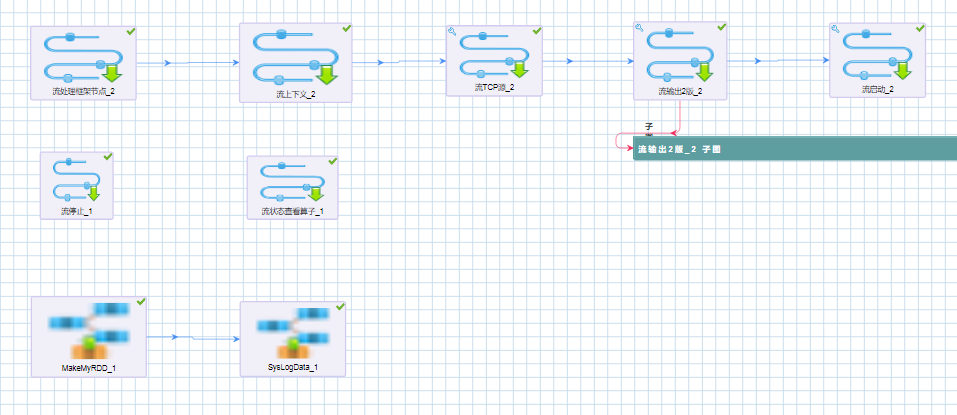 流处理框架节点_2
流上下义_2
流TCP源_2
流输出2版_2
流启动_2
子
流输出2版_2 子图
流停止_1
流状态查看算子_1
MakeMyRDD_1
SysLogData_1